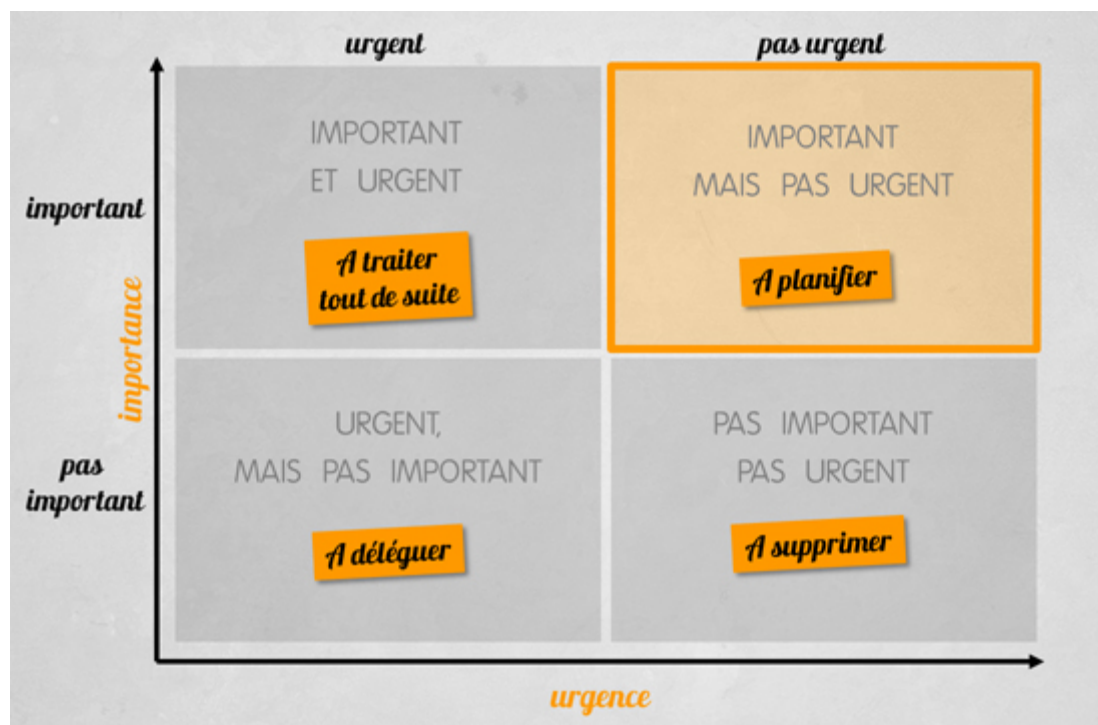 urgent
pas urgent
important
importance
pas
important
IMPORTANT
ET URGENT
A traiter
tout de suite
IMPORTANT
MAIS PAS URGENT
A planifier
URGENT,
MAIS PAS IMPORTANT
A déléguer
PAS IMPORTANT
PAS URGENT
A supprimer
urgence